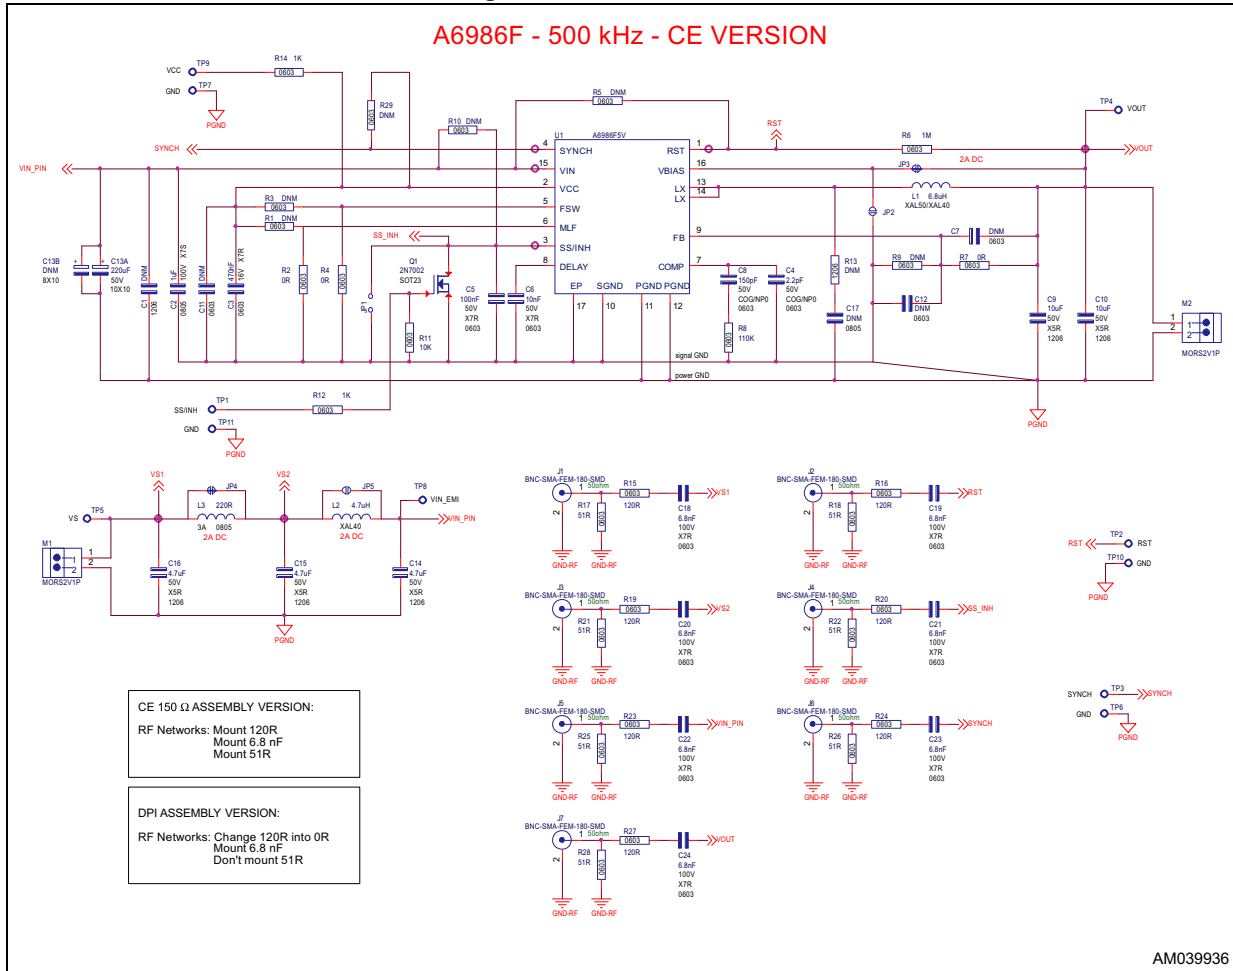 A6986F - 500 kHz - CE VERSION
VCC TP9
GND TP7
PGND
R14 1K
0603
R29
DNM
0603
R10 DNM
0603
R5 DNM
0603
U1 A6986F5V
4 SYNCH
15 VIN
2 VCC
5 FSW
6 MLF
3 SS/INH
8 DELAY
RST 1
VBIAS 16
LX 13
LX 14
FB 9
COMP 7
EP SGND PGND PGND
17 10 11 12
SYNCH
VIN_PIN
RST
R6 1M
0603
TP4
VOUT
VOUT
JP3
2A DC
L1 6.8uH
XAL50/XAL40
JP2
C7 DNM
0603
R9 DNM
0603
R7 0R
0603
C12
DNM
0603
R13
DNM
1206
C17
DNM
0805
C9
10uF
50V
X5R
1206
C10
10uF
50V
X5R
1206
M2
1
2
1
2
MORS2V1P
R3 DNM
0603
R1 DNM
0603
R2
0R
0603
R4
0R
0603
SS_INH
Q1
2N7002
SOT23
JP1
R11
10K
0603
C5
100nF
50V
X7R
0603
C6
10nF
50V
X7R
0603
C8
150pF
50V
COG/NP0
0603
C4
2.2pF
50V
COG/NP0
0603
R8
110K
0603
C13B
DNM
8X10
C13A
220uF
50V
10X10
C1 DNM
1206
C2 1uF
0805 100V X7S
C11 DNM
0603
C3 470nF
0603 16V X7R
signal GND
power GND
PGND
SS/INH TP1
GND TP11
PGND
R12 1K
0603
VS1
VS2
JP4
L3 220R
3A 0805
2A DC
JP5
L2 4.7uH
XAL40
2A DC
TP8
VIN_EMI
VIN_PIN
VS TP5
M1
1
2
1
2
MORS2V1P
C16
4.7uF
50V
X5R
1206
C15
4.7uF
50V
X5R
1206
C14
4.7uF
50V
X5R
1206
PGND
J1
BNC-SMA-FEM-180-SMD
1 50ohm
2
R15
0603
120R
R17
51R
0603
C18
6.8nF
100V
X7R
0603
VS1
GND-RF GND-RF
J2
BNC-SMA-FEM-180-SMD
1 50ohm
2
R16
0603
120R
R18
51R
0603
C19
6.8nF
100V
X7R
0603
RST
GND-RF GND-RF
J3
BNC-SMA-FEM-180-SMD
1 50ohm
2
R19
0603
120R
R21
51R
0603
C20
6.8nF
100V
X7R
0603
VS2
GND-RF GND-RF
J4
BNC-SMA-FEM-180-SMD
1 50ohm
2
R20
0603
120R
R22
51R
0603
C21
6.8nF
100V
X7R
0603
SS_INH
GND-RF GND-RF
J5
BNC-SMA-FEM-180-SMD
1 50ohm
2
R23
0603
120R
R25
51R
0603
C22
6.8nF
100V
X7R
0603
VIN_PIN
GND-RF GND-RF
J6
BNC-SMA-FEM-180-SMD
1 50ohm
2
R24
0603
120R
R26
51R
0603
C23
6.8nF
100V
X7R
0603
SYNCH
GND-RF GND-RF
J7
BNC-SMA-FEM-180-SMD
1 50ohm
2
R27
0603
120R
R28
51R
0603
C24
6.8nF
100V
X7R
0603
VOUT
GND-RF GND-RF
RST TP2 RST
TP10 GND
PGND
SYNCH TP3 SYNCH
GND TP6
PGND
CE 150 Ω ASSEMBLY VERSION:
RF Networks: Mount 120R
Mount 6.8 nF
Mount 51R
DPI ASSEMBLY VERSION:
RF Networks: Change 120R into 0R
Mount 6.8 nF
Don't mount 51R
AM039936